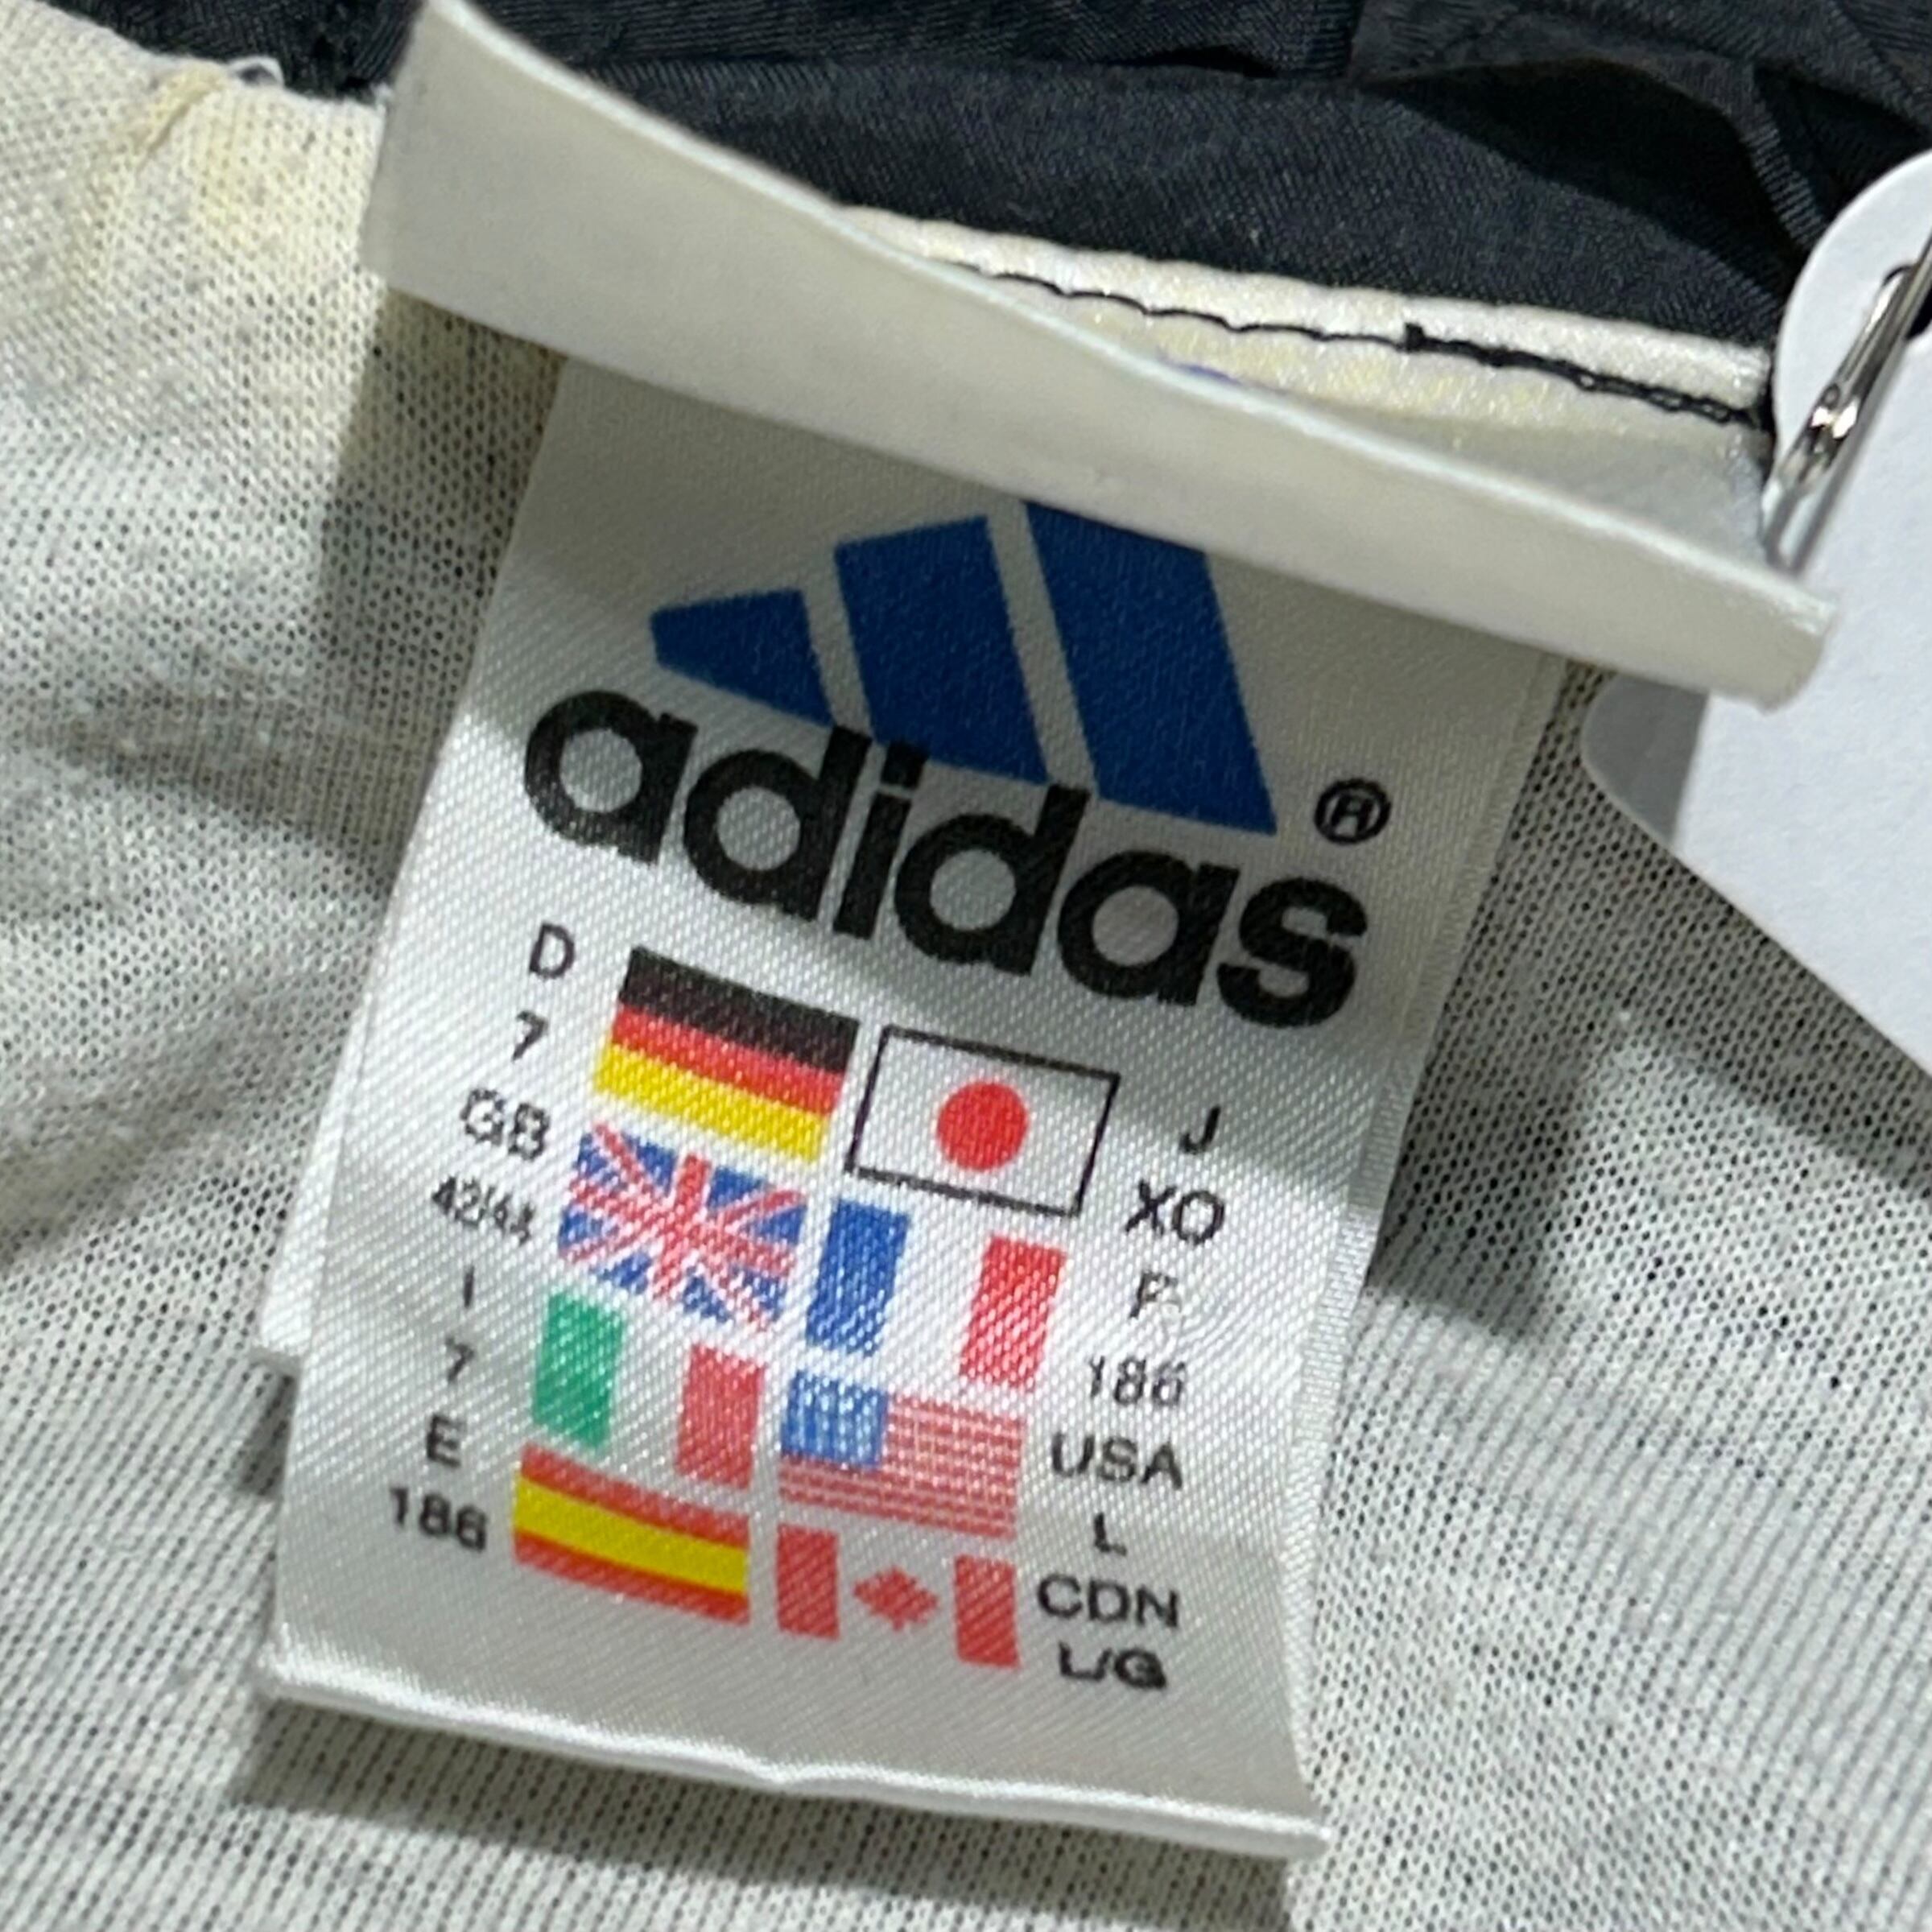 adidas ®
D
7
GB
42/44
I
7
E
186
J
XO
F
186
USA
L
CDN
L/G